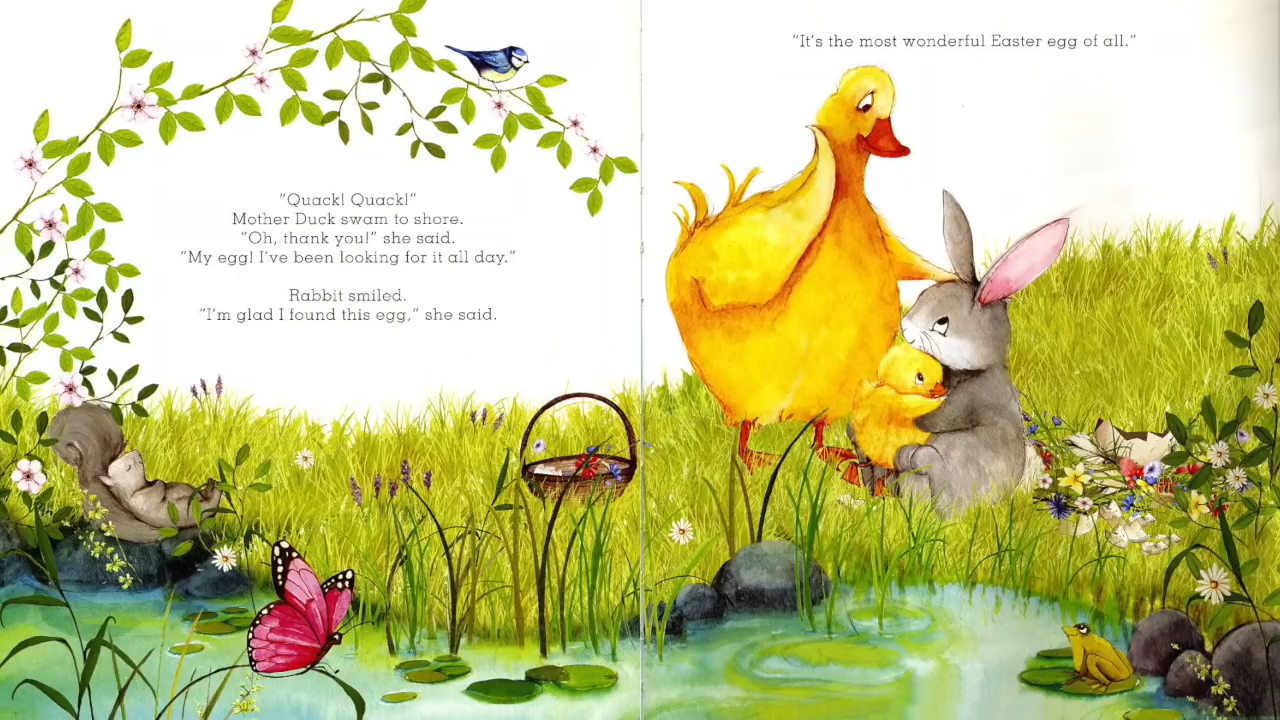 "Quack! Quack!"
Mother Duck swam to shore.
"Oh, thank you!" she said.
"My egg! I've been looking for it all day."
Rabbit smiled.
"I'm glad I found this egg," she said.
"It's the most wonderful Easter egg of all."